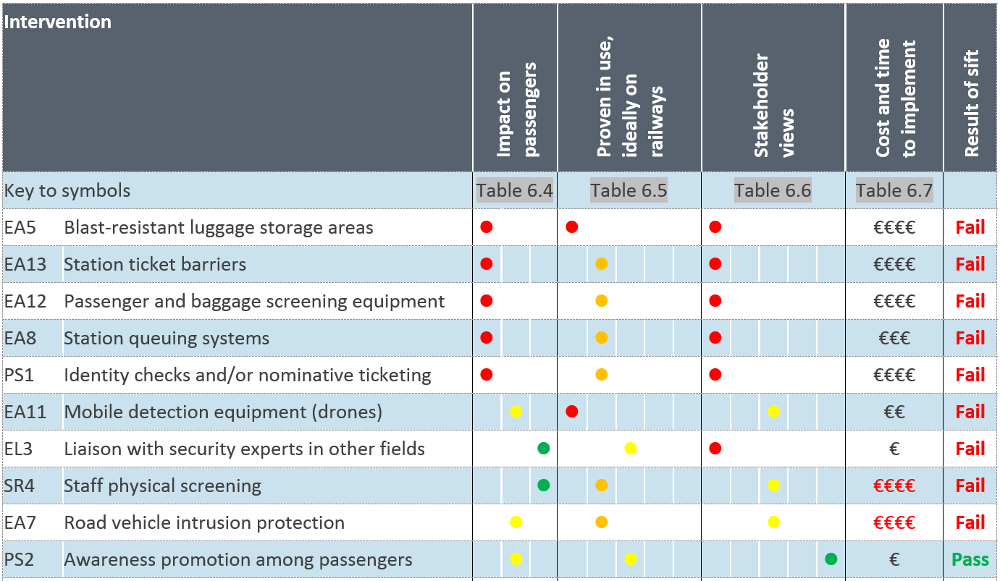 Intervention
Impact on
passengers
Proven in use,
ideally on
railways
Stakeholder
views
Cost and time
to implement
Result of sift
Key to symbols Table 6.4 Table 6.5 Table 6.6 Table 6.7
EA5 Blast-resistant luggage storage areas €€€€ Fail
EA13 Station ticket barriers €€€€ Fail
EA12 Passenger and baggage screening equipment €€€€ Fail
EA8 Station queuing systems €€€ Fail
PS1 Identity checks and/or nominative ticketing €€€€ Fail
EA11 Mobile detection equipment (drones) €€ Fail
EL3 Liaison with security experts in other fields € Fail
SR4 Staff physical screening €€€€ Fail
EA7 Road vehicle intrusion protection €€€€ Fail
PS2 Awareness promotion among passengers € Pass